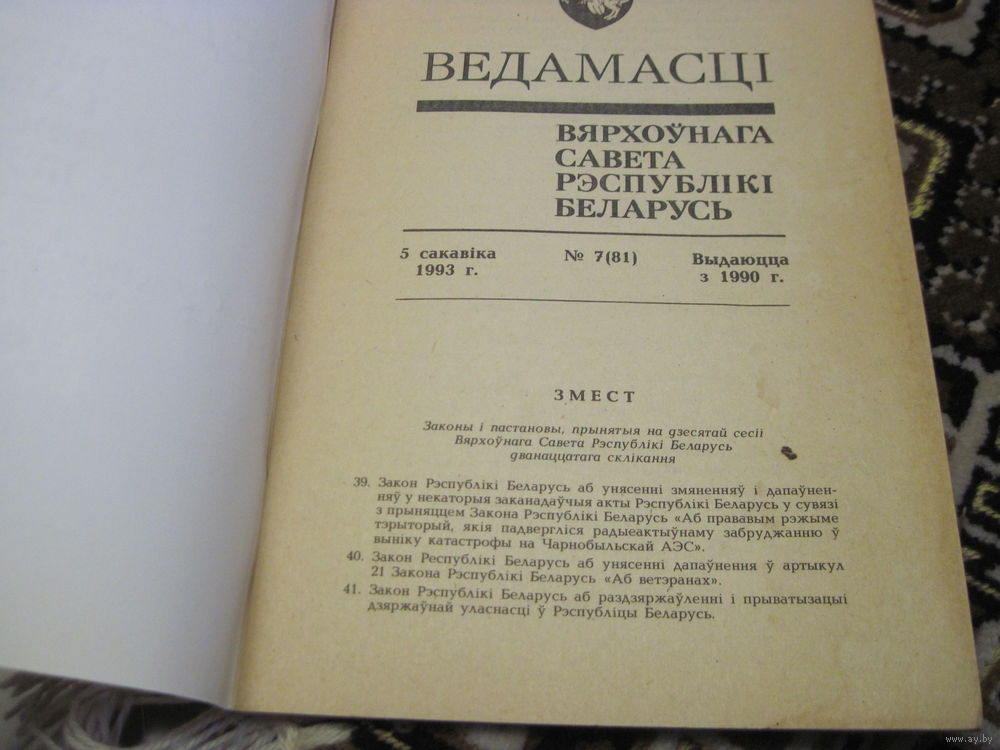 ВЕДАМАСЦІ
ВЯРХОЎНАГА
САВЕТА
РЭСПУБЛІКІ
БЕЛАРУСЬ
5 сакавіка
1993 г.
№ 7(81)
Выдаюцца
з 1990 г.
ЗМЕСТ
Законы і пастановы, прынятыя на дзесятай сесіі
Вярхоўнага Савета Рэспублікі Беларусь
дванаццатага склікання
39. Закон Рэспублікі Беларусь аб унясенні змяненняў і дапаўнен-
няў у некаторыя заканадаўчыя акты Рэспублікі Беларусь у сувязі
з прыняццем Закона Рэспублікі Беларусь «Аб прававым рэжыме
тэрыторый, якія падвергліся радыеактыўнаму забруджанню ў
выніку катастрофы на Чарнобыльскай АЭС».
40. Закон Республікі Беларусь аб унясенні дапаўнення ў артыкул
21 Закона Рэспублікі Беларусь «Аб ветэранах».
41. Закон Рэспублікі Беларусь аб раздзяржаўленні і прыватызацыі
дзяржаўнай уласнасці ў Рэспубліцы Беларусь.
www.ay.by